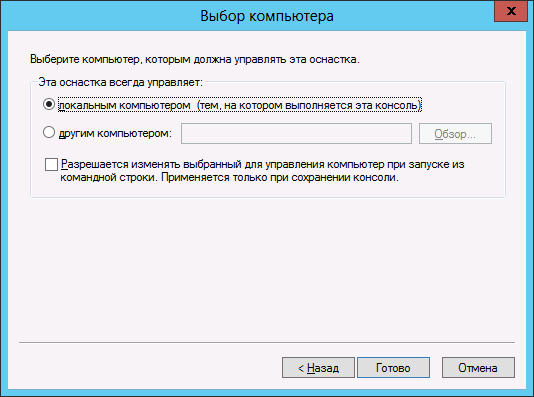 Выбор компьютера
x
Выберите компьютер, которым должна управлять эта оснастка.
Эта оснастка всегда управляет:
локальным компьютером (тем, на котором выполняется эта консоль)
другим компьютером:
Обзор...
Разрешается изменять выбранный для управления компьютер при запуске из
командной строки. Применяется только при сохранении консоли.
< Назад
Готово
Отмена